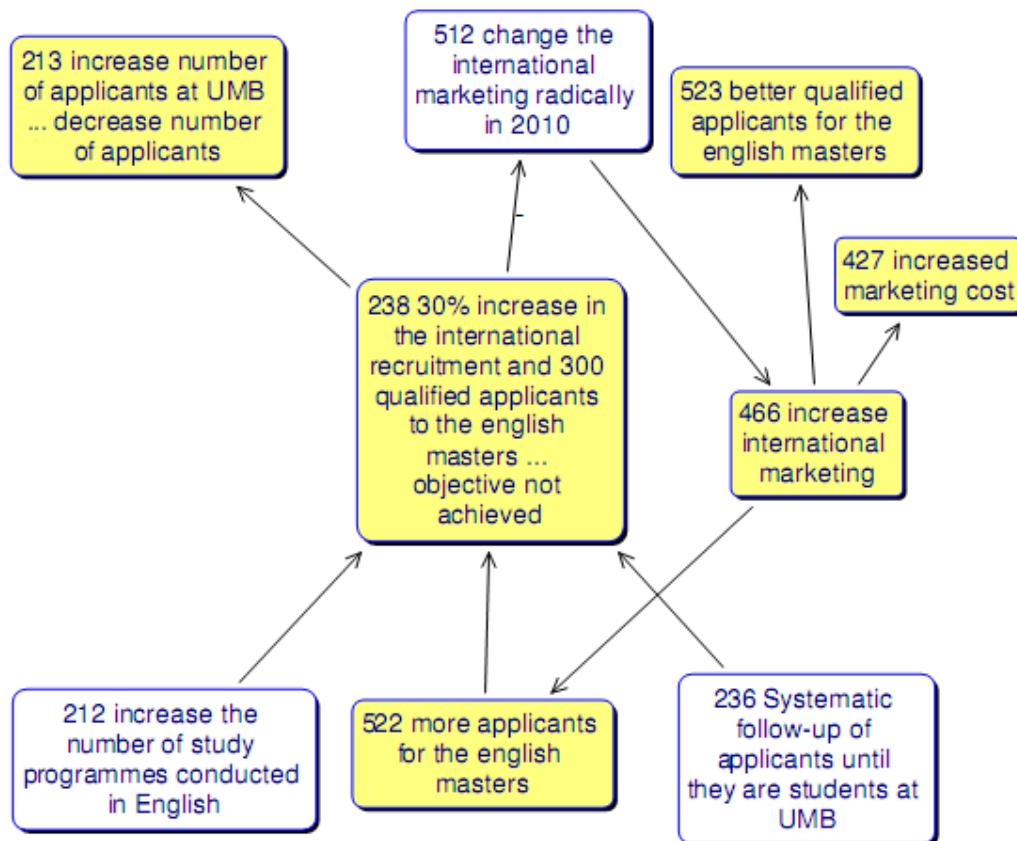 213 increase number
of applicants at UMB
... decrease number
of applicants
512 change the
international
marketing radically
in 2010
523 better qualified
applicants for the
english masters
427 increased
marketing cost
-
238 30% increase in
the international
recruitment and 300
qualified applicants
to the english
masters ...
objective not
achieved
466 increase
international
marketing
212 increase the
number of study
programmes conducted
in English
522 more applicants
for the english
masters
236 Systematic
follow-up of
applicants until
they are students at
UMB